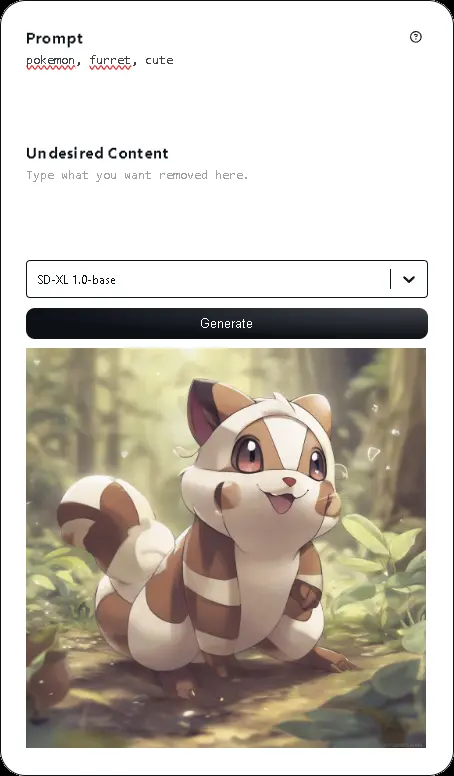 Prompt
pokemon, furret, cute
Undesired Content
Type what you want removed here.
SD-XL 1.0-base
Generate